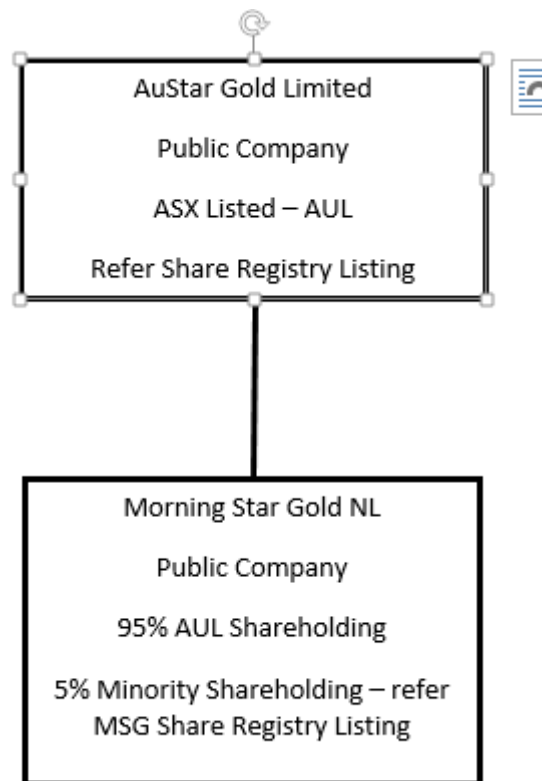 AuStar Gold Limited
Public Company
ASX Listed – AUL
Refer Share Registry Listing
Morning Star Gold NL
Public Company
95% AUL Shareholding
5% Minority Shareholding – refer
MSG Share Registry Listing